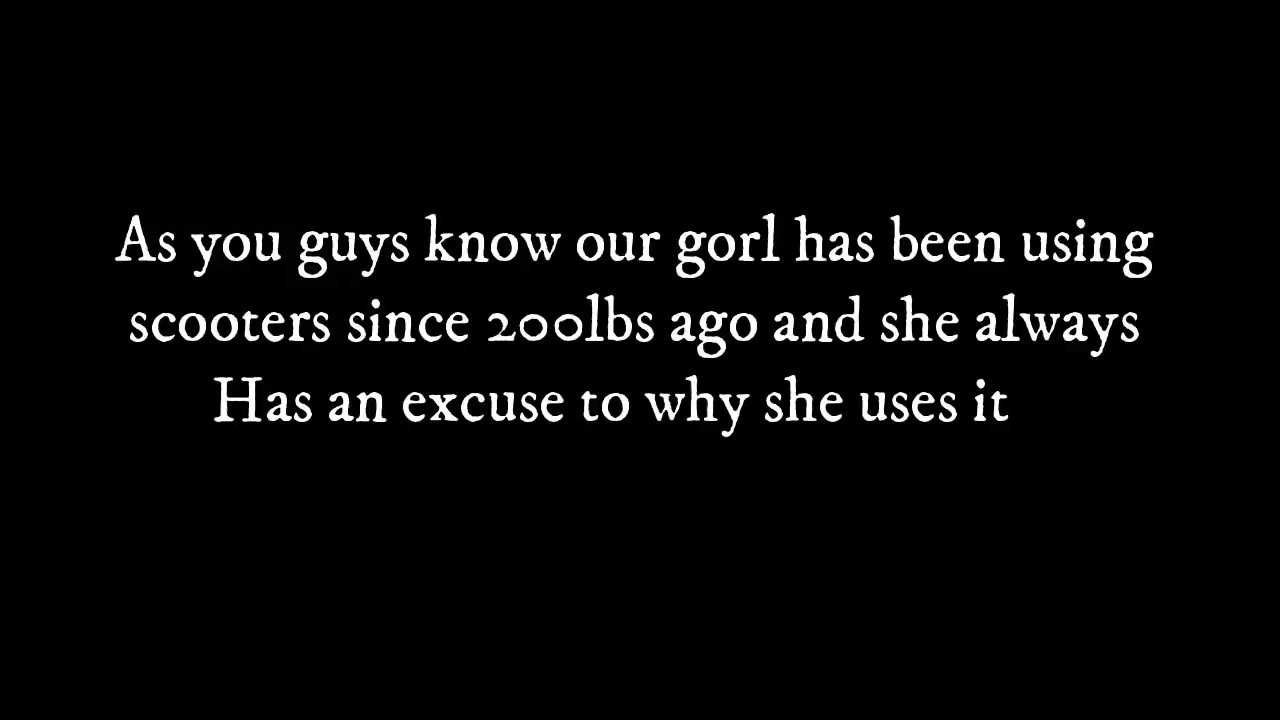 As you guys know our gorl has been using
scooters since 200lbs ago and she always
Has an excuse to why she uses it